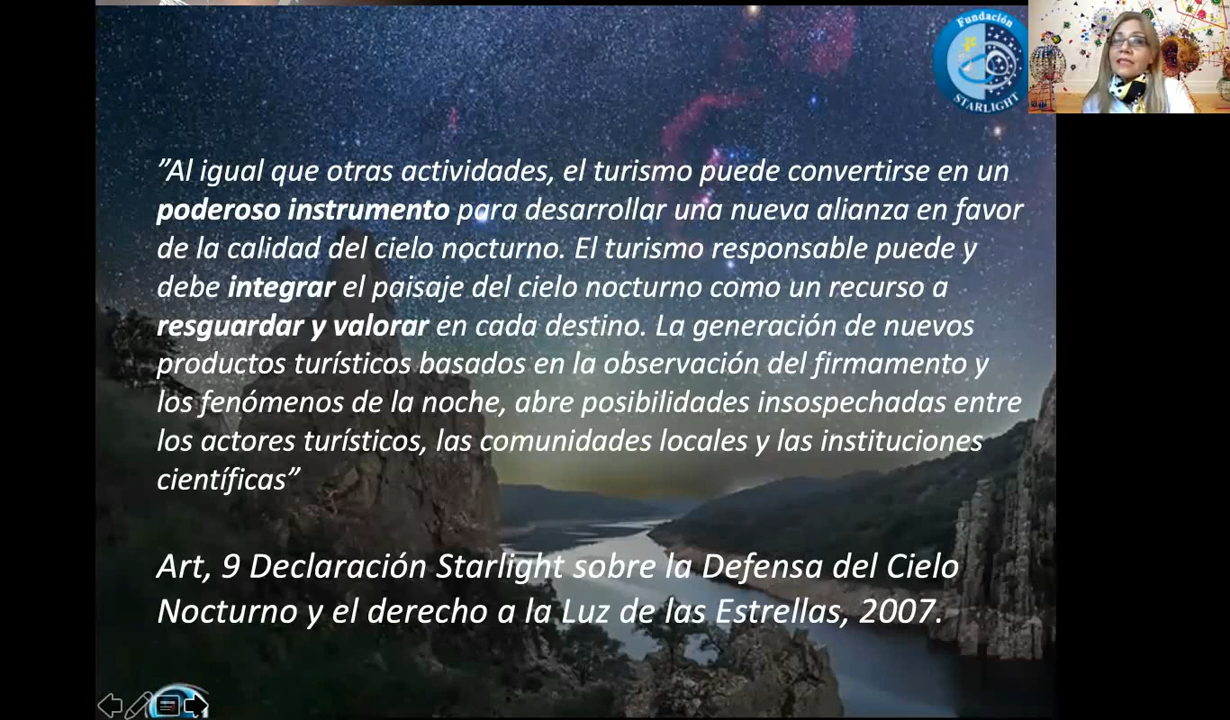 Fundación
STARLIGHT
”Al igual que otras actividades, el turismo puede convertirse en un
poderoso instrumento para desarrollar una nueva alianza en favor
de la calidad del cielo nocturno. El turismo responsable puede y
debe integrar el paisaje del cielo nocturno como un recurso a
resguardar y valorar en cada destino. La generación de nuevos
productos turísticos basados en la observación del firmamento y
los fenómenos de la noche, abre posibilidades insospechadas entre
los actores turísticos, las comunidades locales y las instituciones
científicas”
Art, 9 Declaración Starlight sobre la Defensa del Cielo
Nocturno y el derecho a la Luz de las Estrellas, 2007.